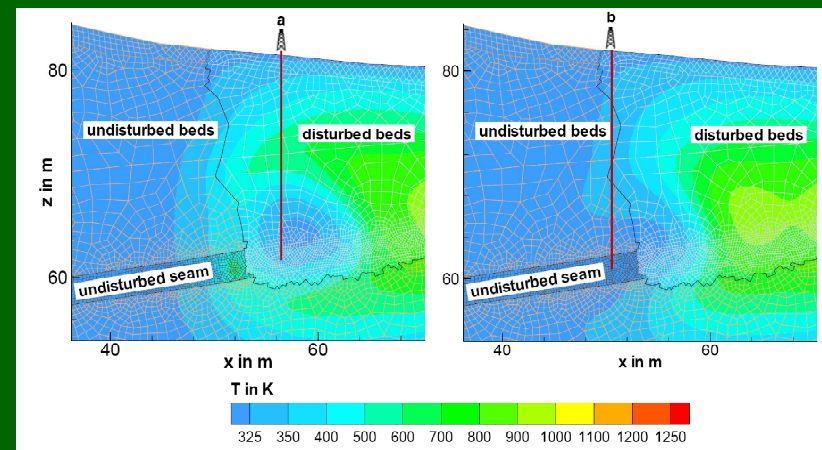 a
80
undisturbed beds
disturbed beds
z in m
undisturbed seam
60
40
60
x in m
b
80
undisturbed beds
disturbed beds
undisturbed seam
60
40
60
x in m
T in K
325 350 400 500 600 700 800 900 1000 1100 1200 1250